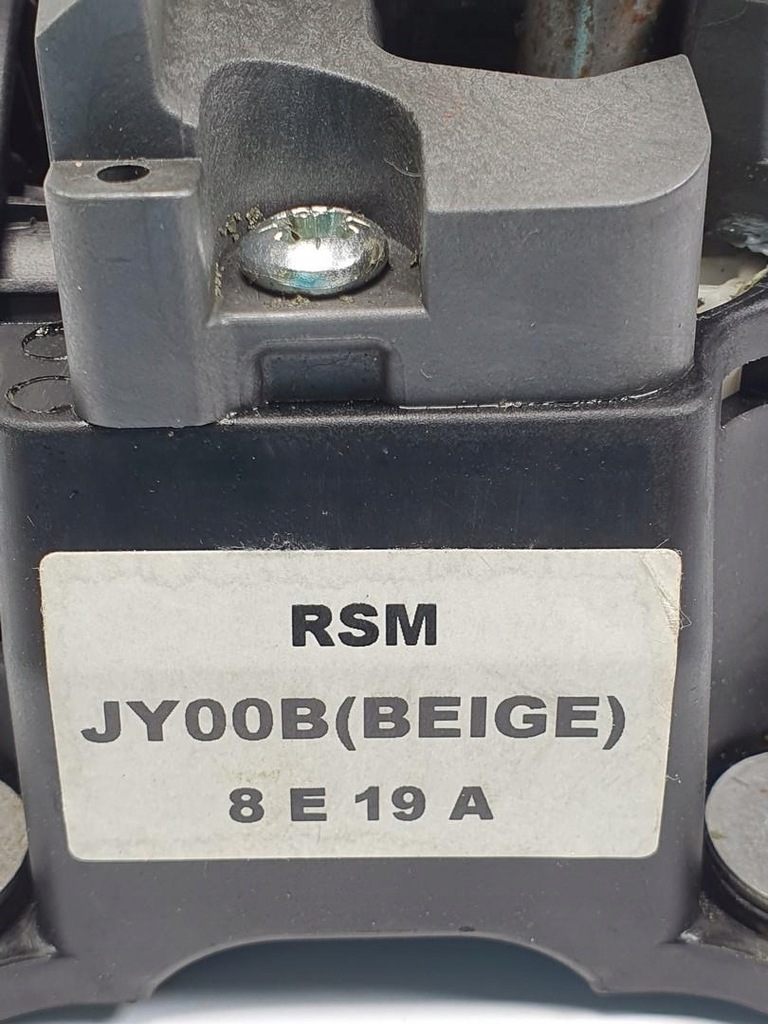 RSM
JY00B(BEIGE)
8 E 19 A